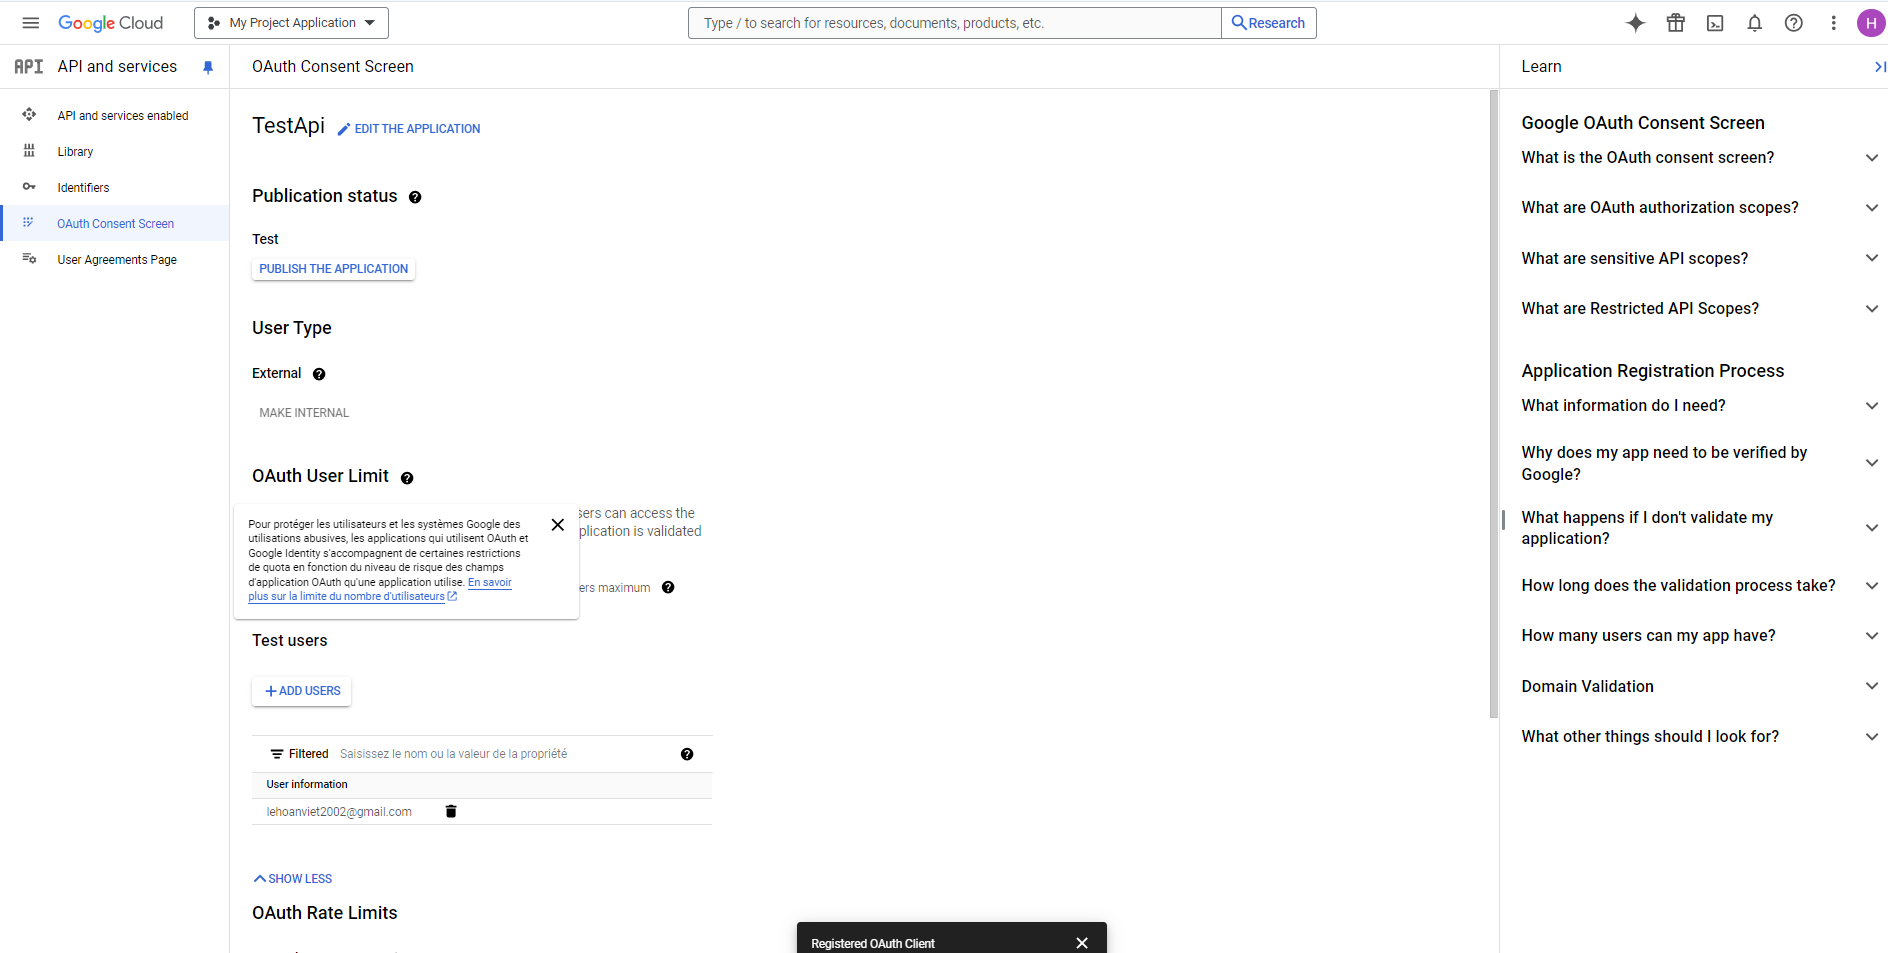 Google Cloud
My Project Application
Type / to search for resources, documents, products, etc.
Research
H
API API and services
OAuth Consent Screen
Learn
API and services enabled
Library
Identifiers
OAuth Consent Screen
User Agreements Page
TestApi
EDIT THE APPLICATION
Publication status
Test
PUBLISH THE APPLICATION
User Type
External
MAKE INTERNAL
OAuth User Limit
sers can access the
plication is validated
Pour protéger les utilisateurs et les systèmes Google des
utilisations abusives, les applications qui utilisent OAuth et
Google Identity s'accompagnent de certaines restrictions
de quota en fonction du niveau de risque des champs
d'application OAuth qu'une application utilise. En savoir
plus sur la limite du nombre d'utilisateurs
ers maximum
Test users
+ ADD USERS
Filtered Saisissez le nom ou la valeur de la propriété
User information
lehoanviet2002@gmail.com
SHOW LESS
OAuth Rate Limits
Registered OAuth Client
Google OAuth Consent Screen
What is the OAuth consent screen?
What are OAuth authorization scopes?
What are sensitive API scopes?
What are Restricted API Scopes?
Application Registration Process
What information do I need?
Why does my app need to be verified by
Google?
What happens if I don't validate my
application?
How long does the validation process take?
How many users can my app have?
Domain Validation
What other things should I look for?